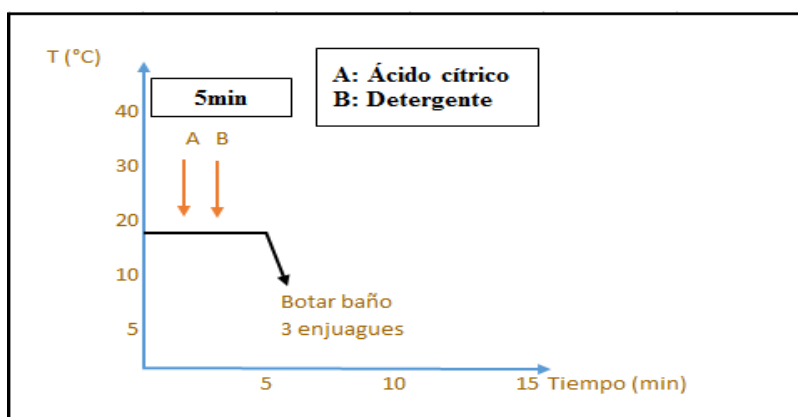 T (°C)
5min
A: Ácido cítrico
B: Detergente
40
A B
30
20
10
Botar baño
3 enjuagues
5
5 10 15 Tiempo (min)